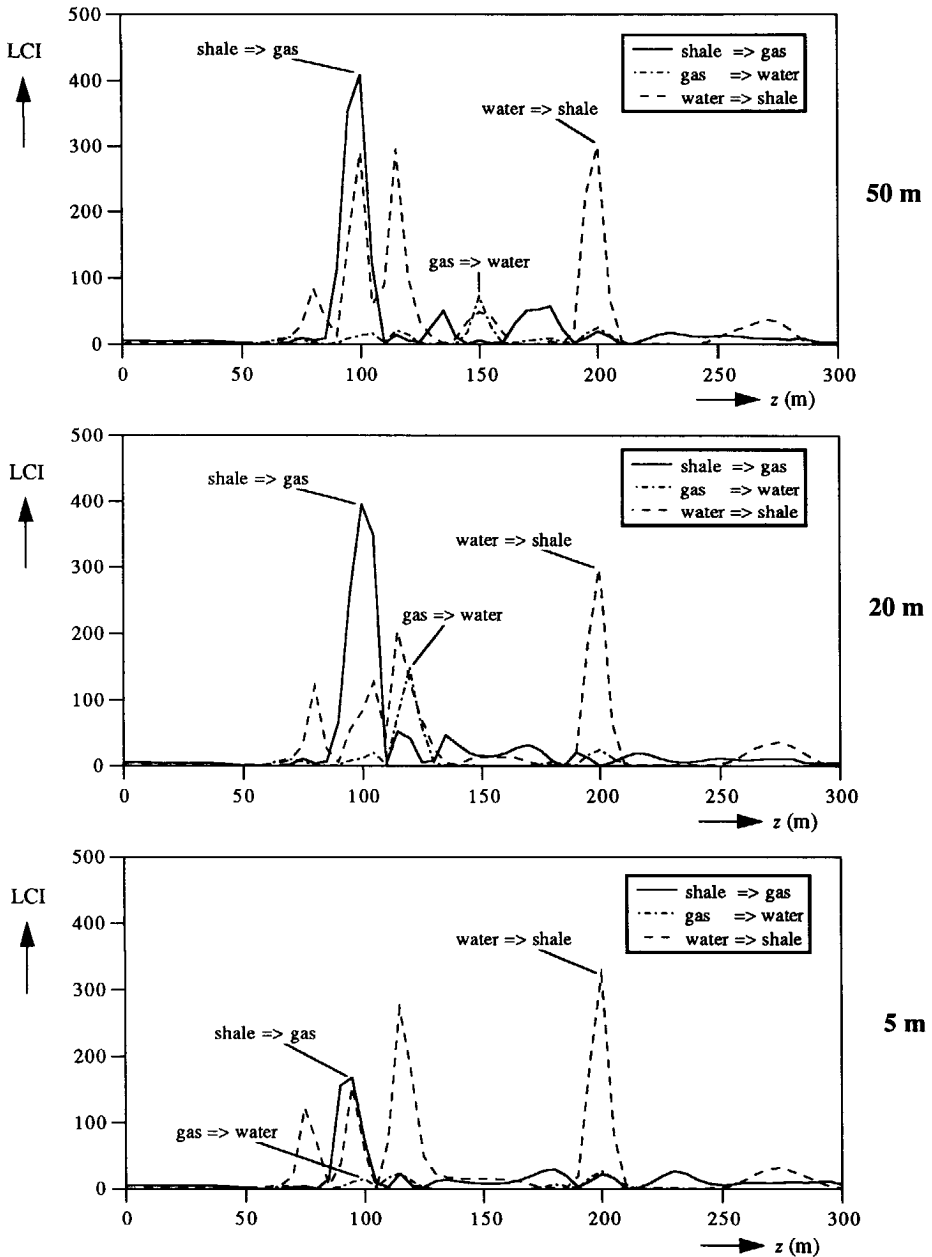 500
LCI
400
300
200
100
0
shale => gas
water => shale
gas => water
shale => gas
gas => water
water => shale
0 50 100 150 200 250 300
z (m)
50 m
500
LCI
400
300
200
100
0
shale => gas
water => shale
gas => water
shale => gas
gas => water
water => shale
0 50 100 150 200 250 300
z (m)
20 m
500
LCI
400
300
200
100
0
water => shale
shale => gas
gas => water
shale => gas
gas => water
water => shale
0 50 100 150 200 250 300
z (m)
5 m